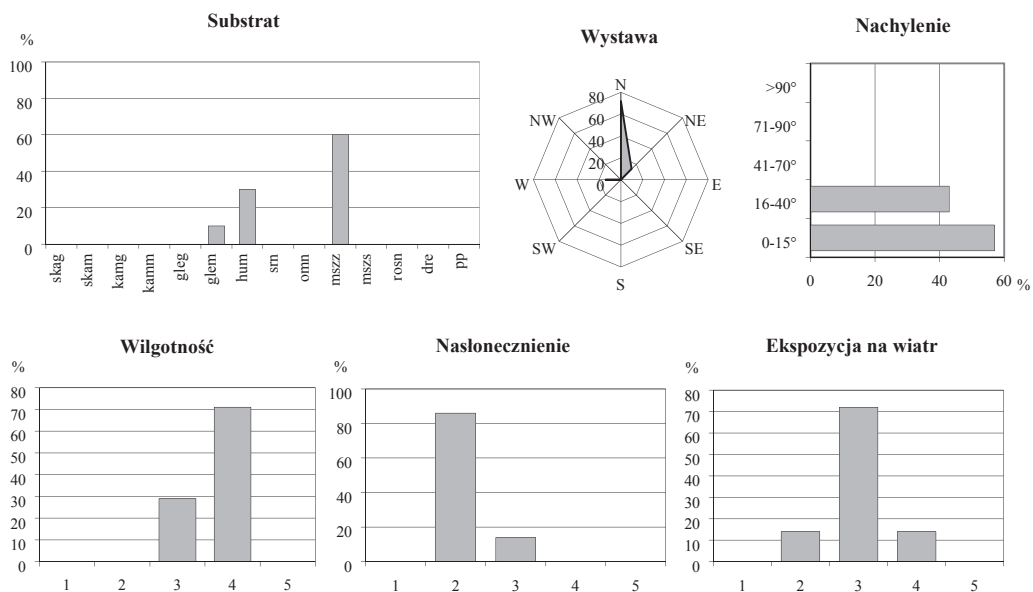 Substrat
%
100
80
60
40
20
0
skag
skam
kamg
kamm
gleg
glem
hum
srn
omn
mszz
mszs
rosn
dre
pp
Wystawa
N
NE
E
SE
S
SW
W
NW
80
60
40
20
0
Nachylenie
>90°
71-90°
41-70°
16-40°
0-15°
0 20 40 60 %
Wilgotność
%
80
70
60
50
40
30
20
10
0
1 2 3 4 5
Nasłonecznienie
%
100
80
60
40
20
0
1 2 3 4 5
Ekspozycja na wiatr
%
80
70
60
50
40
30
20
10
0
1 2 3 4 5